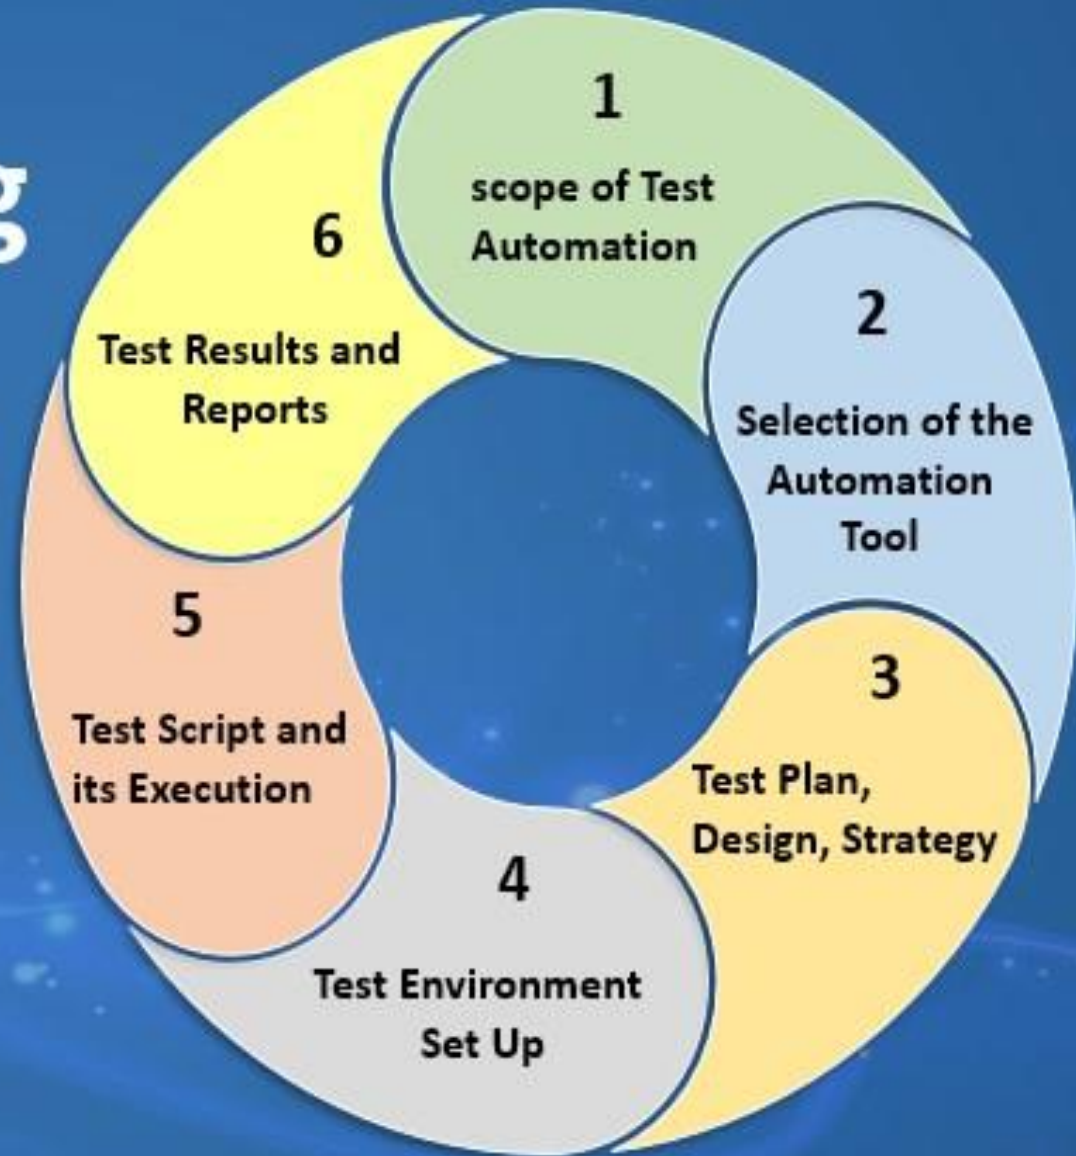 1
scope of Test
Automation
2
Selection of the
Automation
Tool
3
Test Plan,
Design, Strategy
4
Test Environment
Set Up
5
Test Script and
its Execution
6
Test Results and
Reports
g